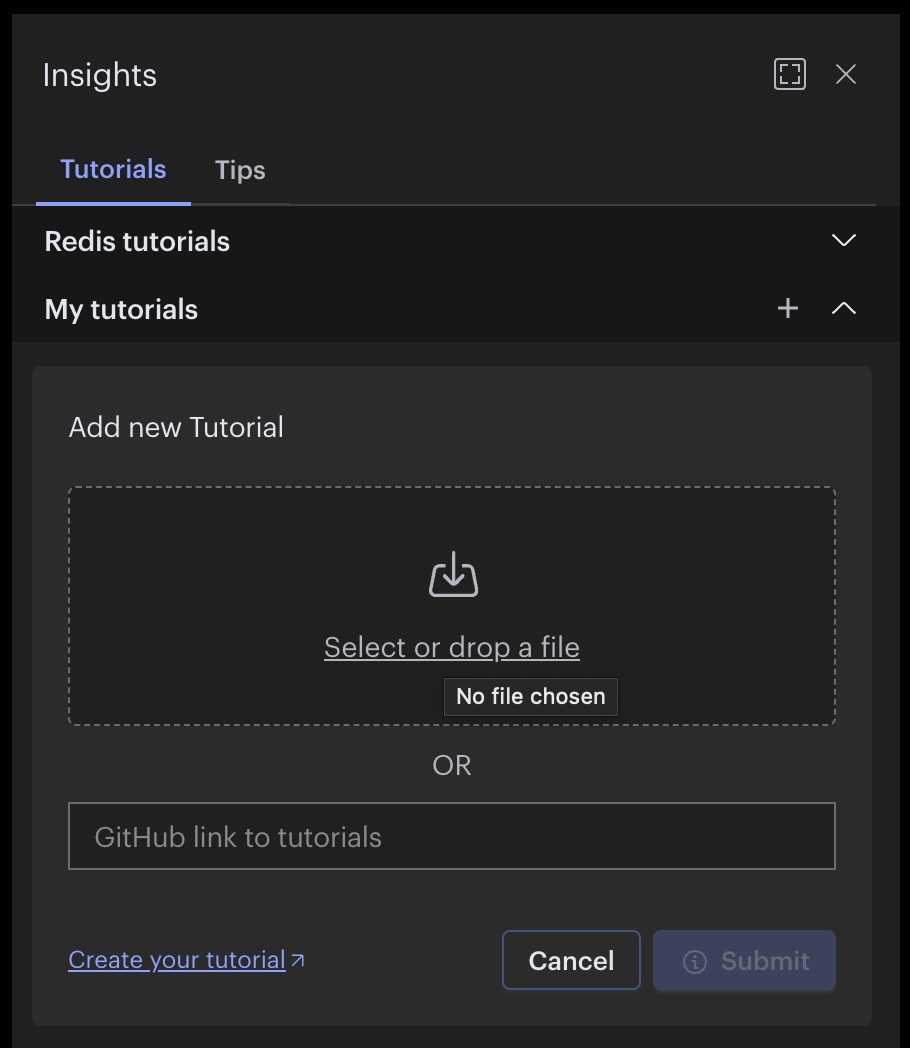 Insights
Tutorials Tips
Redis tutorials
My tutorials
Add new Tutorial
Select or drop a file
No file chosen
OR
GitHub link to tutorials
Create your tutorial
Cancel
Submit